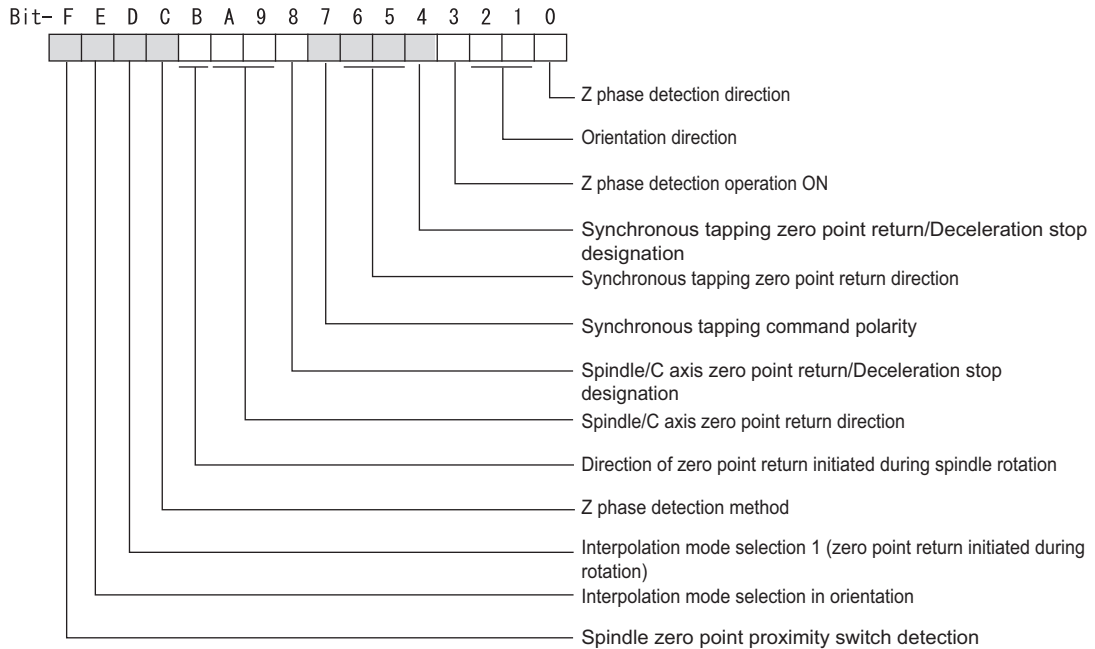 Bit- F E D C B A 9 8 7 6 5 4 3 2 1 0
Z phase detection direction
Orientation direction
Z phase detection operation ON
Synchronous tapping zero point return/Deceleration stop
designation
Synchronous tapping zero point return direction
Synchronous tapping command polarity
Spindle/C axis zero point return/Deceleration stop
designation
Spindle/C axis zero point return direction
Direction of zero point return initiated during spindle rotation
Z phase detection method
Interpolation mode selection 1 (zero point return initiated during
rotation)
Interpolation mode selection in orientation
Spindle zero point proximity switch detection